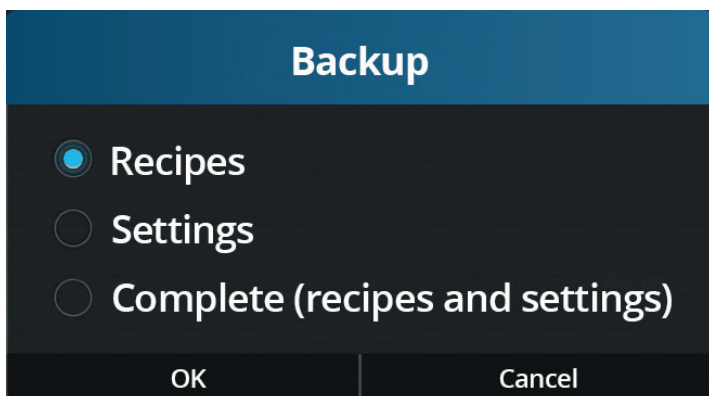 Backup
Recipes
Settings
Complete (recipes and settings)
OK
Cancel